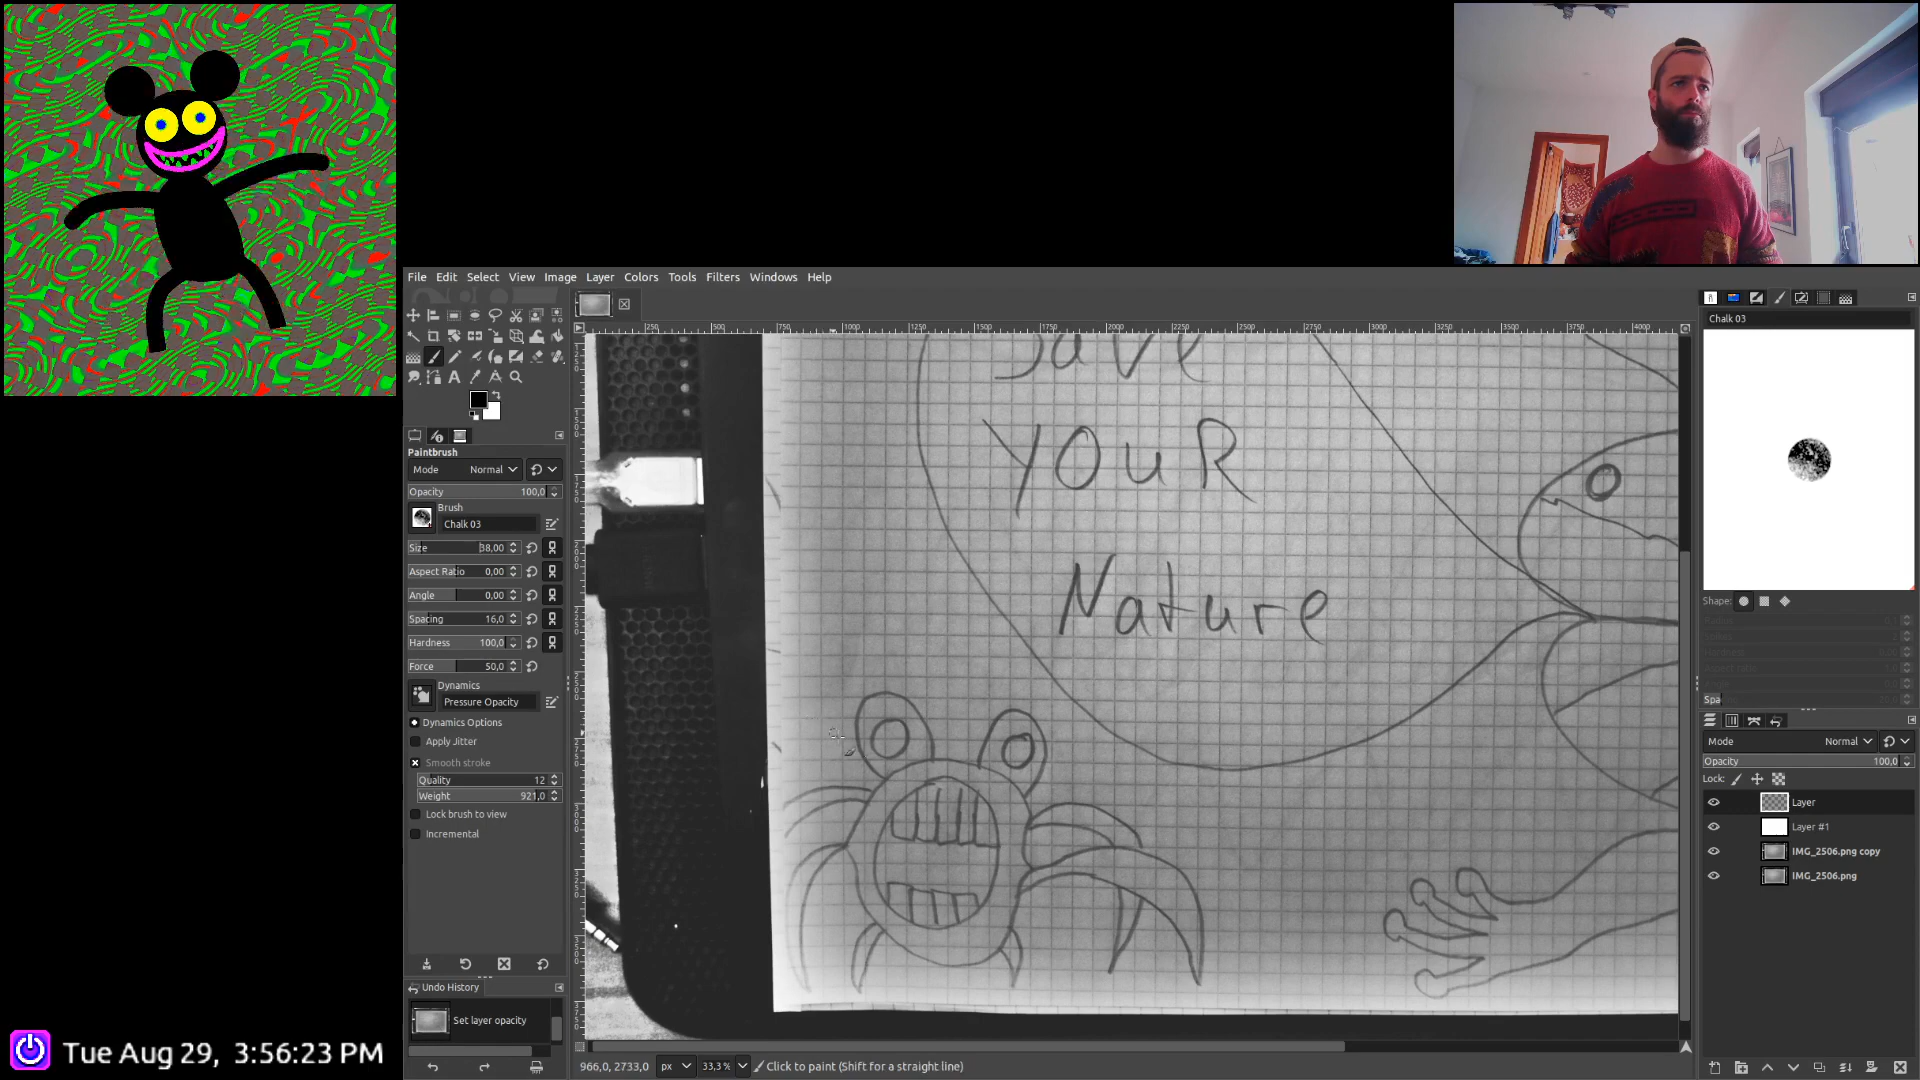 File Edit Select View Image Layer Colors Tools Filters Windows Help
Chalk 03
Save
YOUR
Nature
Paintbrush
Mode Normal
Opacity 100,0
Brush
Chalk 03
Size 38,00
Aspect Ratio 0,00
Angle 0,00
Spacing 16,0
Hardness 100,0
Force 50,0
Dynamics
Pressure Opacity
Dynamics Options
Apply Jitter
Smooth stroke
Quality 12
Weight 921,0
Lock brush to view
Incremental
Undo History
Set layer opacity
Shape:
Spa
Mode Normal
Opacity 100,0
Lock:
Layer
Layer #1
IMG_2506.png copy
IMG_2506.png
966,0, 2733,0 px 33,3% Click to paint (Shift for a straight line)
Tue Aug 29, 3:56:23 PM